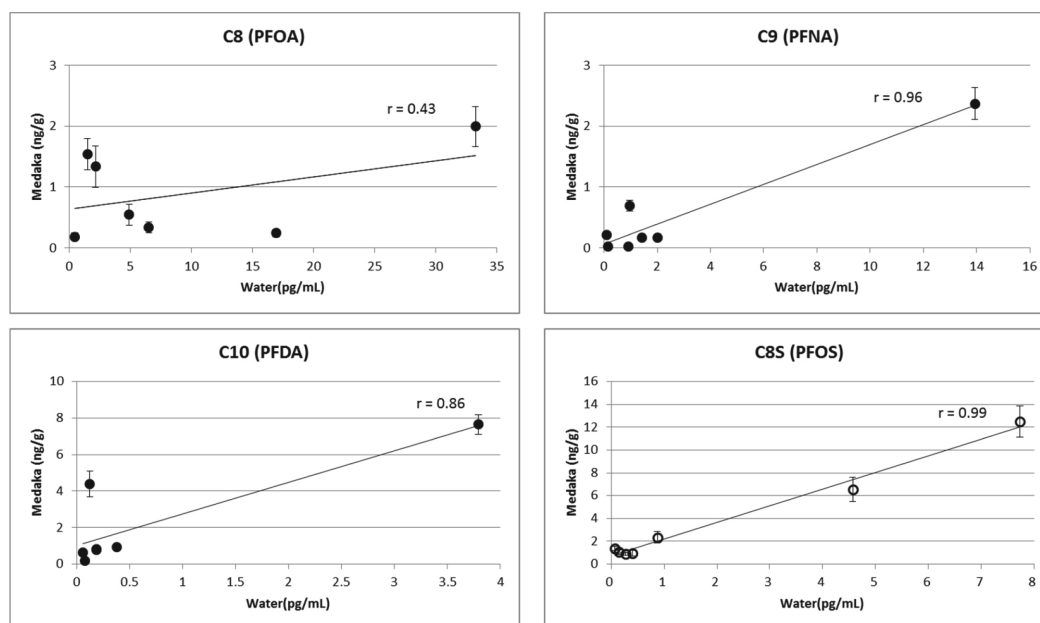 C8 (PFOA)
3
2
1
0
r = 0.43
Medaka (ng/g)
0 5 10 15 20 25 30 35
Water(pg/mL)
C9 (PFNA)
3
2
1
0
r = 0.96
Medaka (ng/g)
0 2 4 6 8 10 12 14 16
Water(pg/mL)
C10 (PFDA)
10
8
6
4
2
0
r = 0.86
Medaka (ng/g)
0 0.5 1 1.5 2 2.5 3 3.5 4
Water(pg/mL)
C8S (PFOS)
16
14
12
10
8
6
4
2
0
r = 0.99
Medaka (ng/g)
0 1 2 3 4 5 6 7 8
Water(pg/mL)